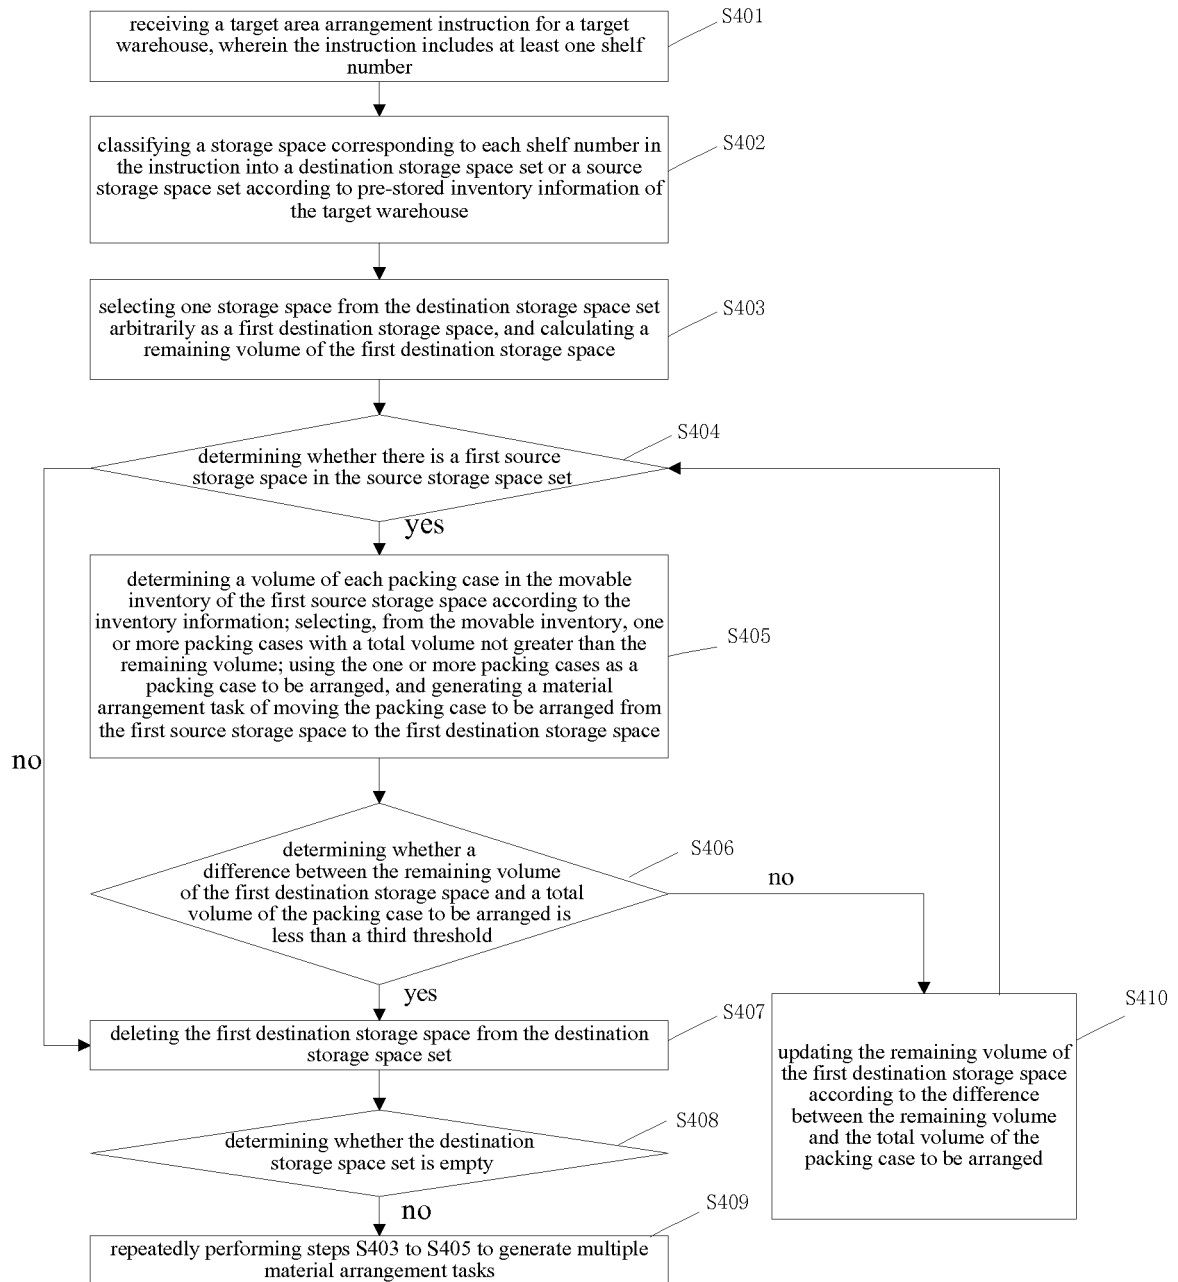 receiving a target area arrangement instruction for a target
warehouse, wherein the instruction includes at least one shelf
number
S401
classifying a storage space corresponding to each shelf number in
the instruction into a destination storage space set or a source
storage space set according to pre-stored inventory information of
the target warehouse
S402
selecting one storage space from the destination storage space set
arbitrarily as a first destination storage space, and calculating a
remaining volume of the first destination storage space
S403
determining whether there is a first source
storage space in the source storage space set
S404
yes
determining a volume of each packing case in the movable
inventory of the first source storage space according to the
inventory information; selecting, from the movable inventory, one
or more packing cases with a total volume not greater than the
remaining volume; using the one or more packing cases as a
packing case to be arranged, and generating a material
arrangement task of moving the packing case to be arranged from
the first source storage space to the first destination storage space
S405
no
determining whether a
difference between the remaining volume
of the first destination storage space and a total
volume of the packing case to be arranged is
less than a third threshold
S406
no
yes
deleting the first destination storage space from the destination
storage space set
S407
updating the remaining volume of
the first destination storage space
according to the difference
between the remaining volume
and the total volume of the
packing case to be arranged
S410
determining whether the destination
storage space set is empty
S408
no
repeatedly performing steps S403 to S405 to generate multiple
material arrangement tasks
S409